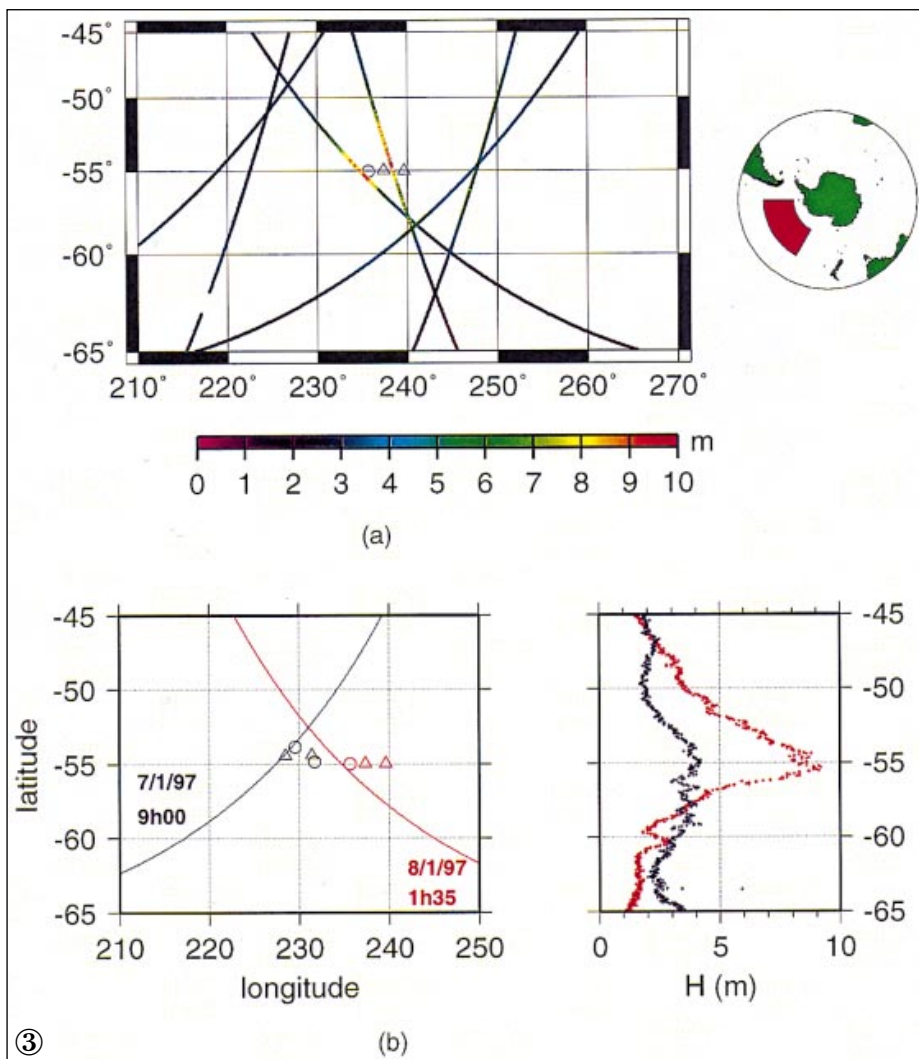 -45°
-50°
-55°
-60°
-65°
210° 220° 230° 240° 250° 260° 270°
m
0 1 2 3 4 5 6 7 8 9 10
(a)
-45 -45
-50 -50
-55 -55
-60 -60
-65 -65
latitude
7/1/97
9h00
8/1/97
1h35
210 220 230 240 250
longitude
0 5 10
H (m)
③ (b)